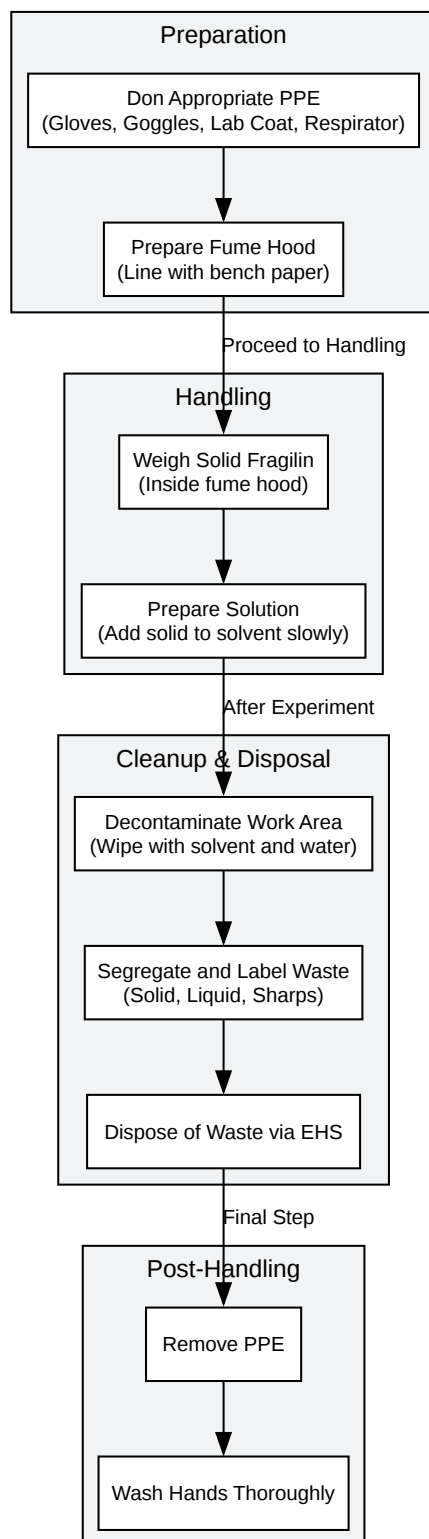 Preparation
Don Appropriate PPE
(Gloves, Goggles, Lab Coat, Respirator)
Prepare Fume Hood
(Line with bench paper)
Proceed to Handling
Handling
Weigh Solid Fragilin
(Inside fume hood)
Prepare Solution
(Add solid to solvent slowly)
After Experiment
Cleanup & Disposal
Decontaminate Work Area
(Wipe with solvent and water)
Segregate and Label Waste
(Solid, Liquid, Sharps)
Dispose of Waste via EHS
Final Step
Post-Handling
Remove PPE
Wash Hands Thoroughly